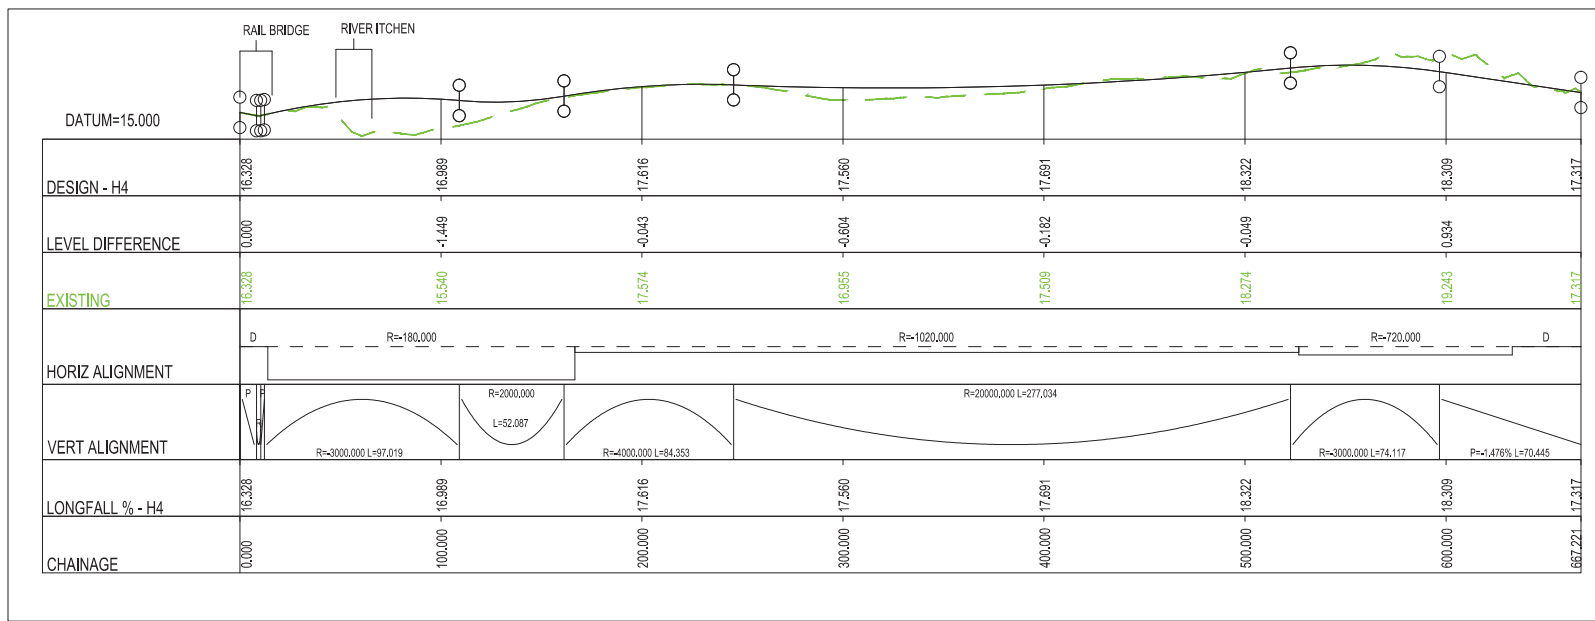 RAIL BRIDGE
RIVER ITCHEN
DATUM=15.000
DESIGN - H4 16.328 16.989 17.616 17.560 17.691 18.322 18.309 17.317
LEVEL DIFFERENCE 0.000 -1.449 -0.043 -0.604 -0.182 -0.049 0.934
EXISTING 16.328 15.540 17.574 16.955 17.509 18.274 19.243 17.317
D R=-180.000 R=-1020.000 R=-720.000 D
HORIZ ALIGNMENT
P P R=2000.000 R=20000.000 L=277.034
R L=52.087
VERT ALIGNMENT
R=-3000.000 L=97.019 R=-4000.000 L=84.353 R=-3000.000 L=74.117 P=-1.476% L=70.445
LONGFALL % - H4 16.328 16.989 17.616 17.560 17.691 18.322 18.309 17.317
CHAINAGE 0.000 100.000 200.000 300.000 400.000 500.000 600.000 667.221